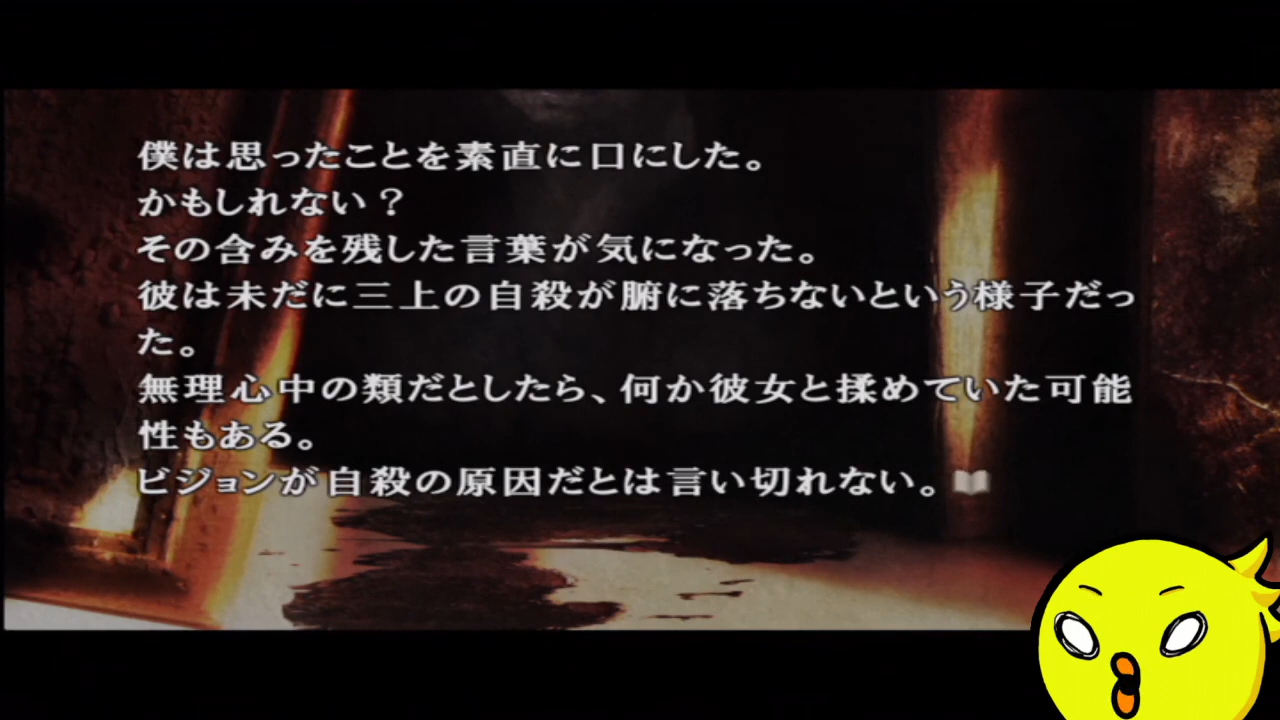 僕は思ったことを素直に口にした。
かもしれない？
その含みを残した言葉が気になった。
彼は未だに三上の自殺が腑に落ちないという様子だっ
た。
無理心中の類だとしたら、何か彼女と揉めていた可能
性もある。
ビジョンが自殺の原因だとは言い切れない。